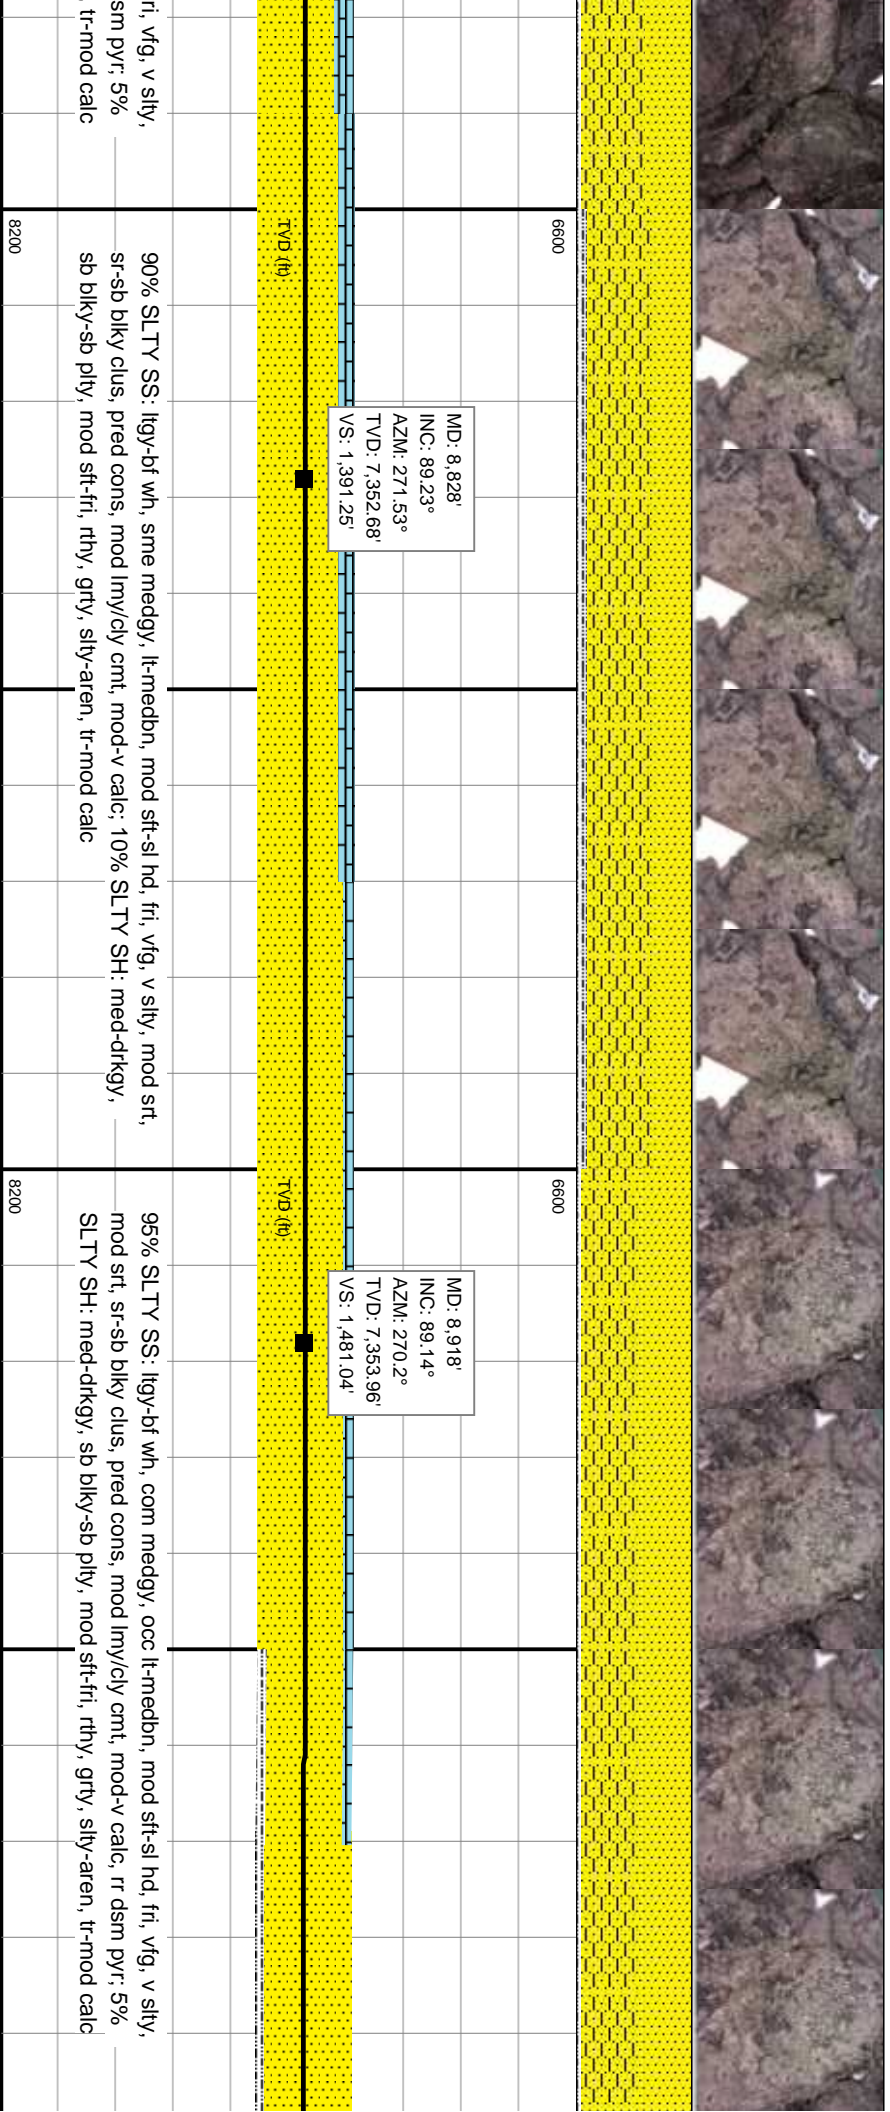 ri, vfg, v slty,
sm pyr; 5%
, tr-mod calc
6600
TVD (ft)
8200
MD: 8,828'
INC: 89.23°
AZM: 271.53°
TVD: 7,352.68'
VS: 1,391.25'
90% SLTY SS: ltgy-bf wh, sme medgy, lt-medbn, mod sft-sl hd, fri, vfg, v slty, mod srt,
sr-sb blky clus, pred cons, mod lmy/cly cmt, mod-v calc; 10% SLTY SH: med-drkgy,
sb blky-sb plty, mod sft-fri, rthy, grty, slty-aren, tr-mod calc
6600
TVD (ft)
8200
MD: 8,918'
INC: 89.14°
AZM: 270.2°
TVD: 7,353.96'
VS: 1,481.04'
95% SLTY SS: ltgy-bf wh, com medgy, occ lt-medbn, mod sft-sl hd, fri, vfg, v slty,
mod srt, sr-sb blky clus, pred cons, mod lmy/cly cmt, mod-v calc, rr dsm pyr; 5%
SLTY SH: med-drkgy, sb blky-sb plty, mod sft-fri, rthy, grty, slty-aren, tr-mod calc